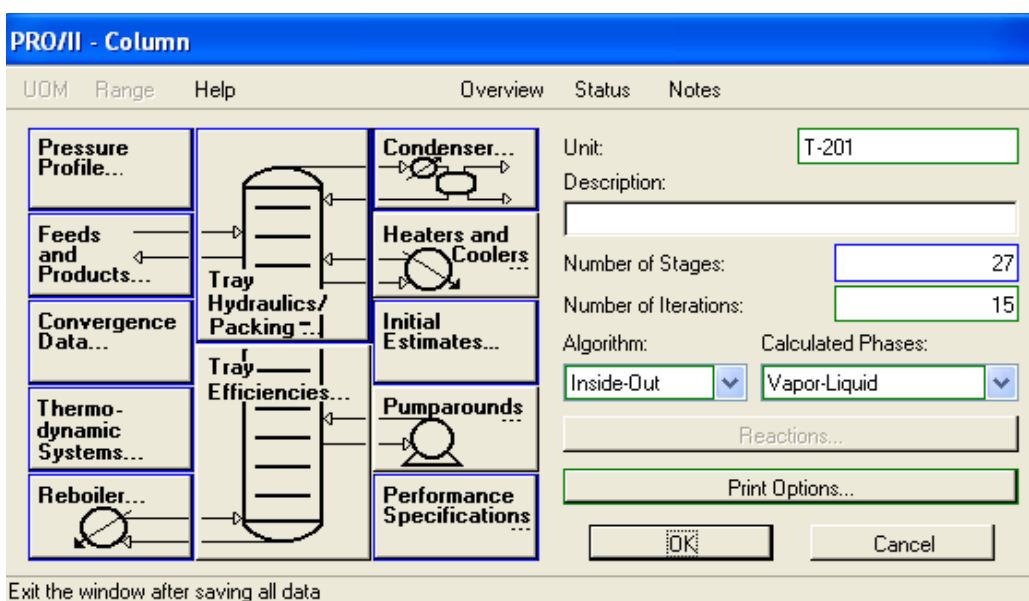 PRO/II - Column
UOM Range Help Overview Status Notes
Pressure
Profile...
Feeds
and
Products...
Convergence
Data...
Thermo-
dynamic
Systems...
Reboiler...
Tray
Hydraulics/
Packing ...
Tray
Efficiencies...
Condenser...
Heaters and
Coolers
...
Initial
Estimates...
Pumparounds
...
Performance
Specifications
...
Unit: T-201
Description:
Number of Stages: 27
Number of Iterations: 15
Algorithm: Calculated Phases:
Inside-Out Vapor-Liquid
Reactions...
Print Options...
OK Cancel
Exit the window after saving all data